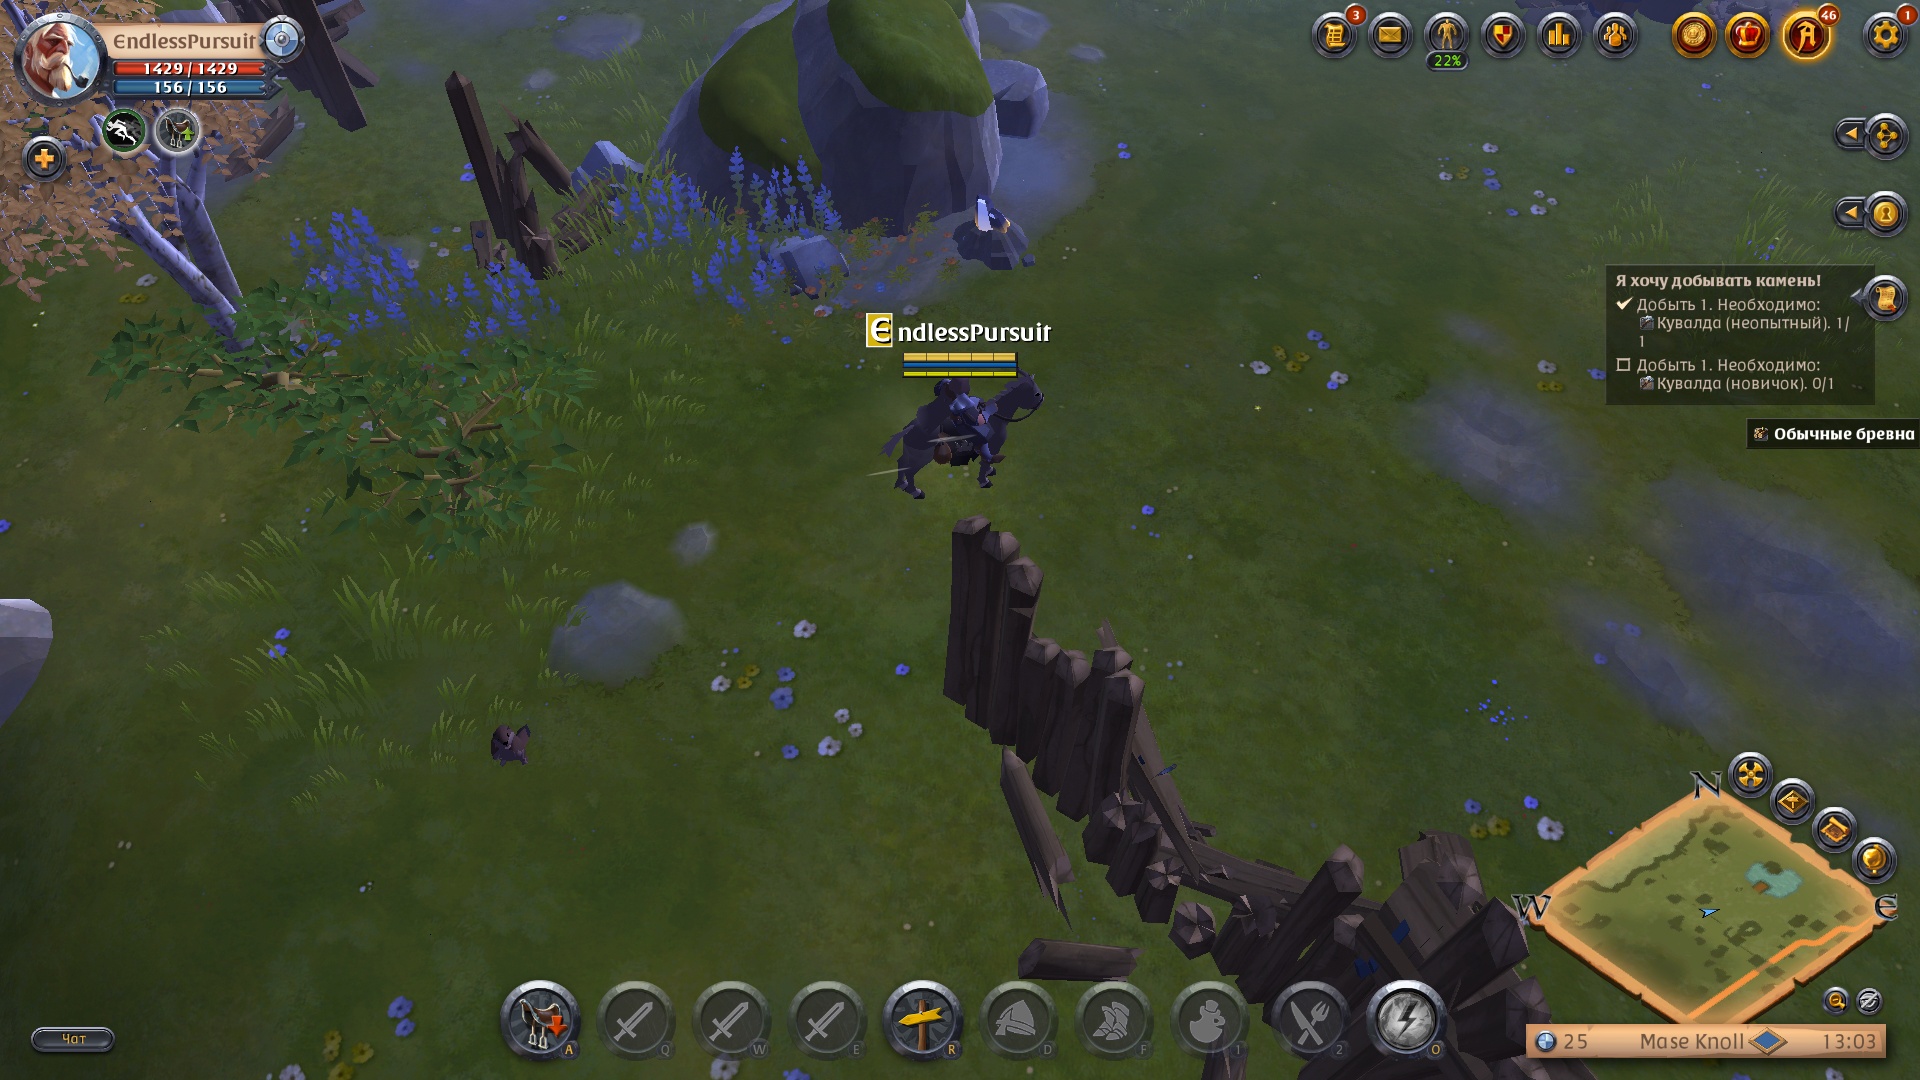 EndlessPursuit
1429 / 1429
156 / 156
3
22%
46
1
Я хочу добывать камень!
Добыть 1. Необходимо:
Кувалда (неопытный). 1/
1
Добыть 1. Необходимо:
Кувалда (новичок). 0/1
Обычные бревна
EndlessPursuit
N
W
E
A
Q
W
E
R
D
F
1
2
O
Чат
25
Mase Knoll
13:03